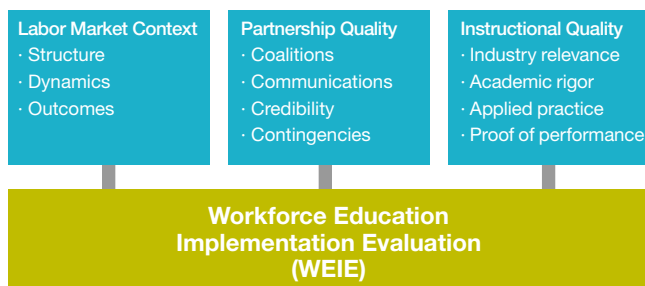 Labor Market Context
· Structure
· Dynamics
· Outcomes
Partnership Quality
· Coalitions
· Communications
· Credibility
· Contingencies
Instructional Quality
· Industry relevance
· Academic rigor
· Applied practice
· Proof of performance
Workforce Education
Implementation Evaluation
(WEIE)